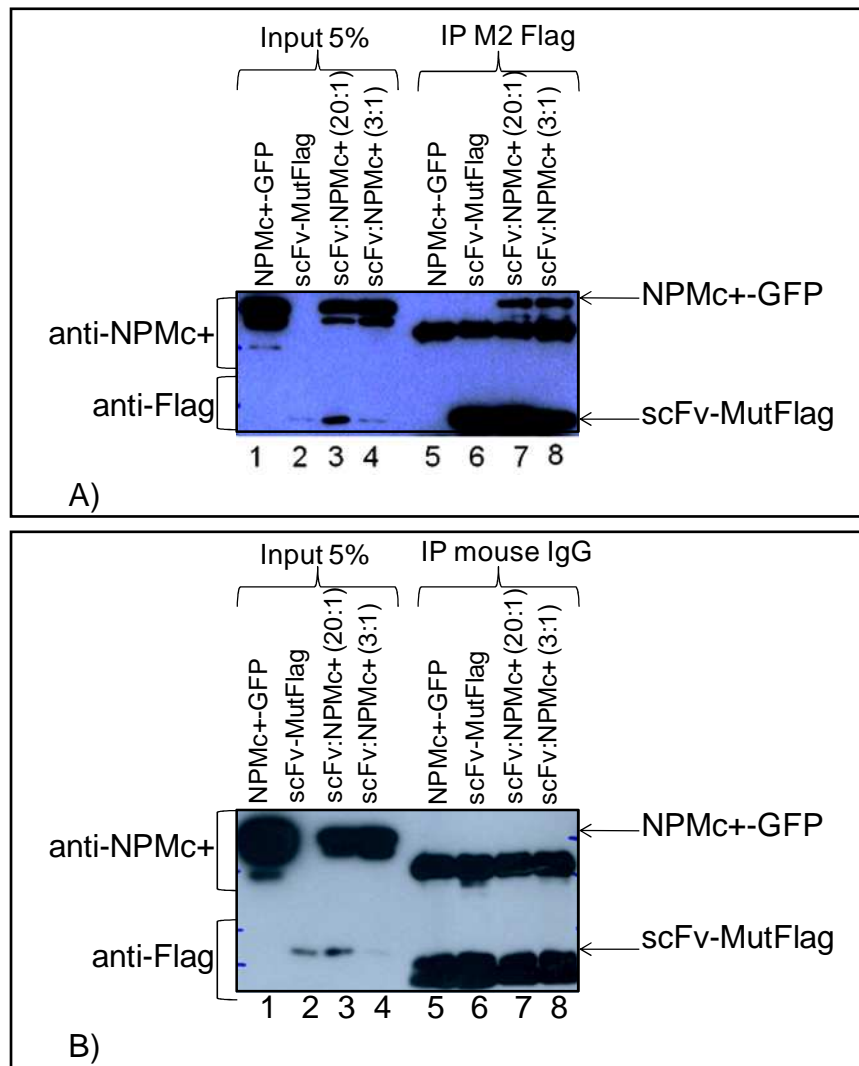 Input 5%
IP M2 Flag
NPMc+-GFP
scFv-MutFlag
scFv:NPMc+ (20:1)
scFv:NPMc+ (3:1)
NPMc+-GFP
scFv-MutFlag
scFv:NPMc+ (20:1)
scFv:NPMc+ (3:1)
anti-NPMc+
NPMc+-GFP
anti-Flag
scFv-MutFlag
1 2 3 4 5 6 7 8
A)
Input 5%
IP mouse IgG
NPMc+-GFP
scFv-MutFlag
scFv:NPMc+ (20:1)
scFv:NPMc+ (3:1)
NPMc+-GFP
scFv-MutFlag
scFv:NPMc+ (20:1)
scFv:NPMc+ (3:1)
anti-NPMc+
NPMc+-GFP
anti-Flag
scFv-MutFlag
1 2 3 4 5 6 7 8
B)